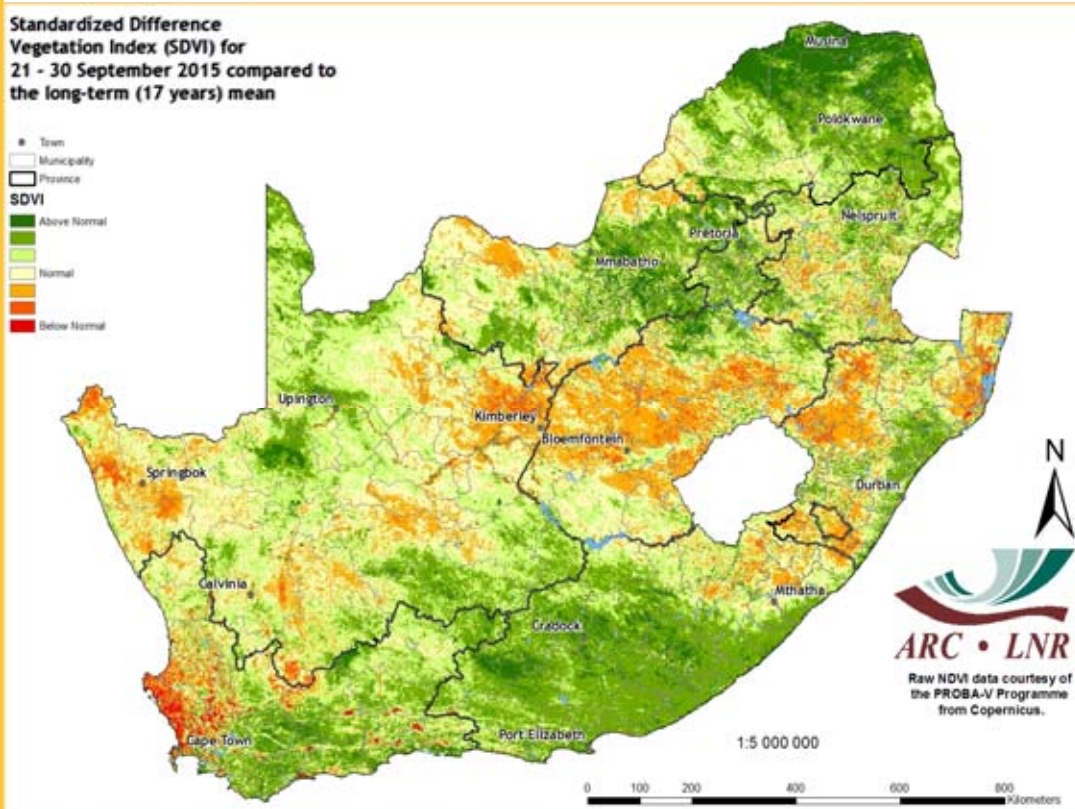 Standardized Difference
Vegetation Index (SDVI) for
21 - 30 September 2015 compared to
the long-term (17 years) mean
Town
Municipality
Province
SDVI
Above Normal
Normal
Below Normal
Musina
Polokwane
Nelspruit
Pretoria
Mmabatho
Upington
Kimberley
Bloemfontein
Springbok
Durban
Calvinia
Mthatha
Cradock
Cape Town
Port Elizabeth
N
ARC • LNR
Raw NDVI data courtesy of
the PROBA-V Programme
from Copernicus.
1:5 000 000
0 100 200 400 600 800
Kilometers